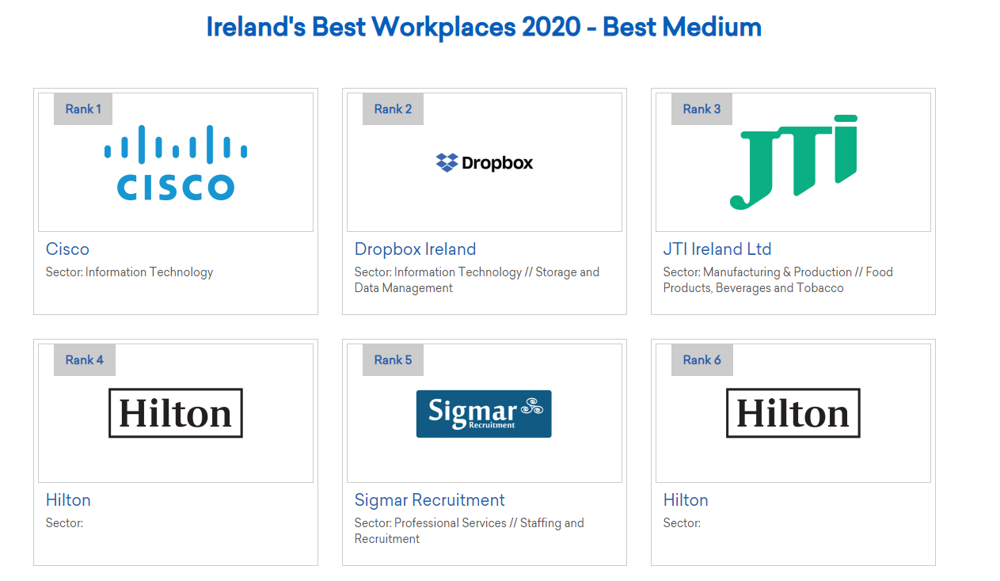 Ireland's Best Workplaces 2020 - Best Medium
Rank 1
CISCO
Cisco
Sector: Information Technology
Rank 2
Dropbox
Dropbox Ireland
Sector: Information Technology // Storage and
Data Management
Rank 3
JTI
JTI Ireland Ltd
Sector: Manufacturing & Production // Food
Products, Beverages and Tobacco
Rank 4
Hilton
Hilton
Sector:
Rank 5
Sigmar
Recruitment
Sigmar Recruitment
Sector: Professional Services // Staffing and
Recruitment
Rank 6
Hilton
Hilton
Sector: